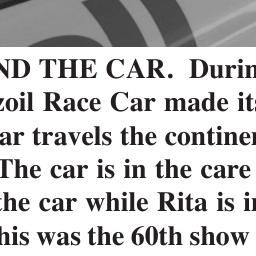 ND THE CAR. Durin
zoil Race Car made its
ar travels the continen
The car is in the care
the car while Rita is in
his was the 60th show